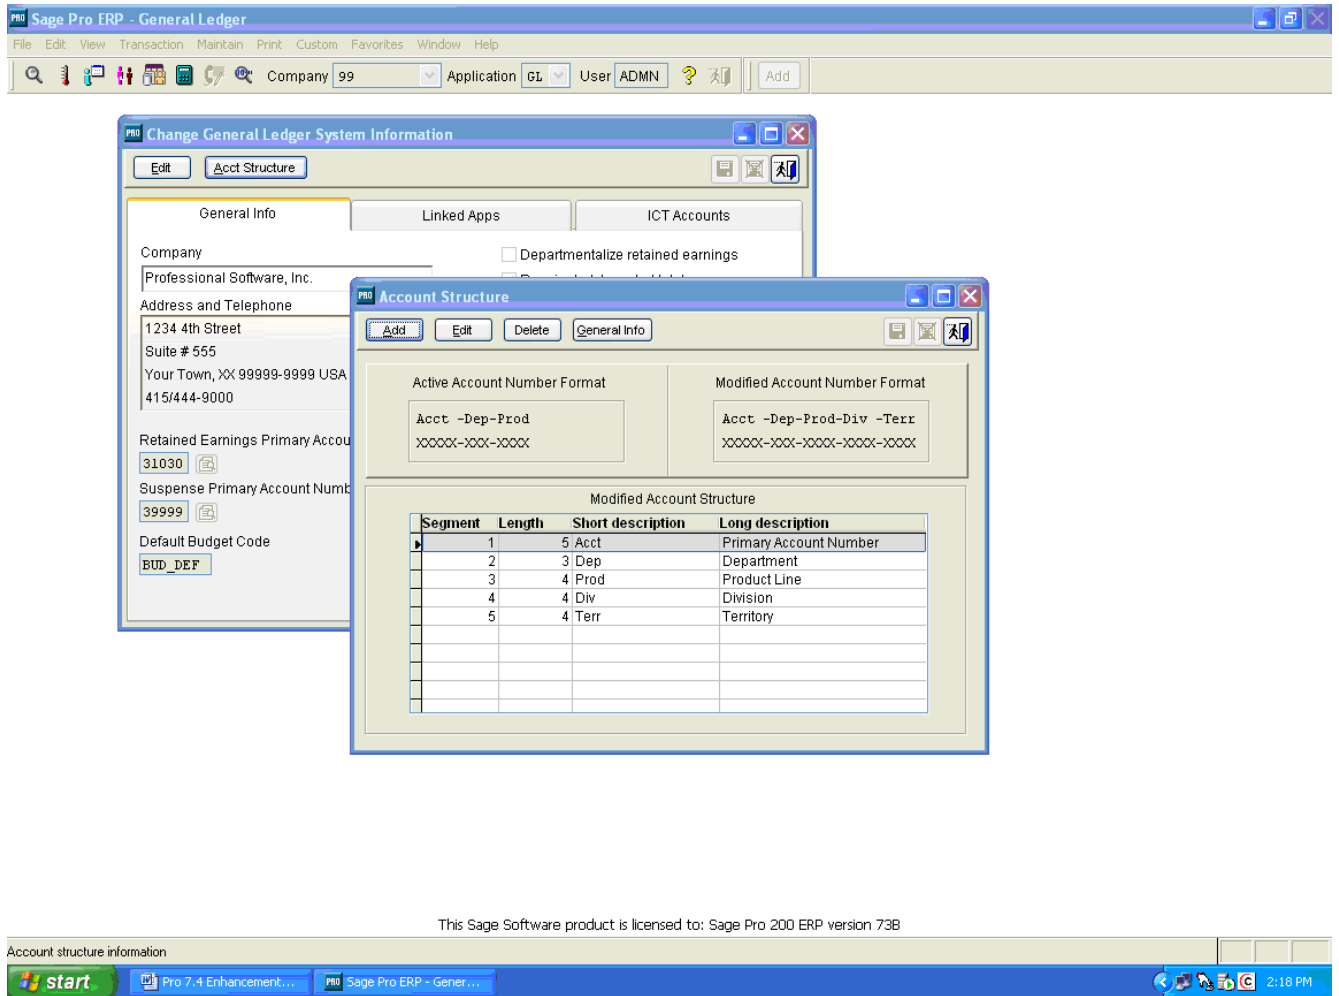 PRO Sage Pro ERP - General Ledger
File Edit View Transaction Maintain Print Custom Favorites Window Help
Company 99 Application GL User ADMN Add
PRO Change General Ledger System Information
Edit Acct Structure
General Info Linked Apps ICT Accounts
Company
Departmentalize retained earnings
Professional Software, Inc.
Address and Telephone
1234 4th Street
Suite # 555
Your Town, XX 99999-9999 USA
415/444-9000
Retained Earnings Primary Accou
31030
Suspense Primary Account Numb
39999
Default Budget Code
BUD_DEF
PRO Account Structure
Add Edit Delete General Info
Active Account Number Format
Acct -Dep-Prod
XXXXX-XXX-XXXX
Modified Account Number Format
Acct -Dep-Prod-Div -Terr
XXXXX-XXX-XXXX-XXXX-XXXX
Modified Account Structure
Segment Length Short description Long description
1 5 Acct Primary Account Number
2 3 Dep Department
3 4 Prod Product Line
4 4 Div Division
5 4 Terr Territory
This Sage Software product is licensed to: Sage Pro 200 ERP version 73B
Account structure information
start Pro 7.4 Enhancement... PRO Sage Pro ERP - Gener... 2:18 PM